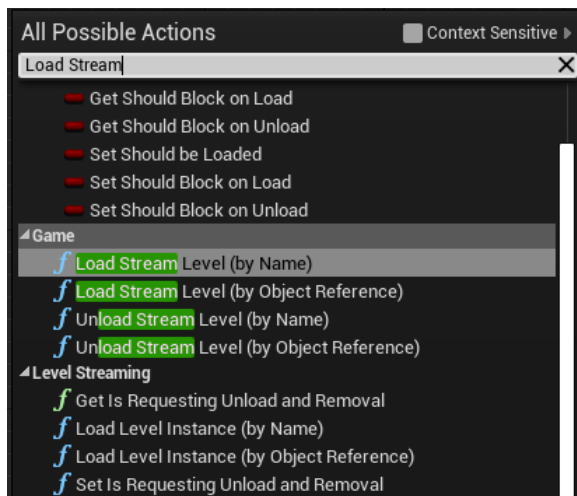 All Possible Actions
Context Sensitive
Load Stream
Get Should Block on Load
Get Should Block on Unload
Set Should be Loaded
Set Should Block on Load
Set Should Block on Unload
Game
f Load Stream Level (by Name)
f Load Stream Level (by Object Reference)
f Unload Stream Level (by Name)
f Unload Stream Level (by Object Reference)
Level Streaming
f Get Is Requesting Unload and Removal
f Load Level Instance (by Name)
f Load Level Instance (by Object Reference)
f Set Is Requesting Unload and Removal